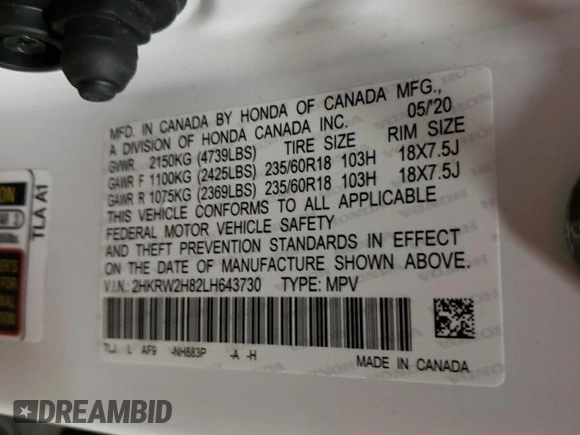 MFD. IN CANADA BY HONDA OF CANADA MFG.,
A DIVISION OF HONDA CANADA INC. 05/'20
GVWR 2150KG (4739LBS) TIRE SIZE RIM SIZE
GAWR F 1100KG (2425LBS) 235/60R18 103H 18X7.5J
GAWR R 1075KG (2369LBS) 235/60R18 103H 18X7.5J
THIS VEHICLE CONFORMS TO ALL APPLICABLE
FEDERAL MOTOR VEHICLE SAFETY
AND THEFT PREVENTION STANDARDS IN EFFECT
ON THE DATE OF MANUFACTURE SHOWN ABOVE.
V.I.N.: 2HKRW2H82LH643730 TYPE: MPV
TLJ L AF9 -NH883P -A -H
MADE IN CANADA
TLA A1
DREAMBID